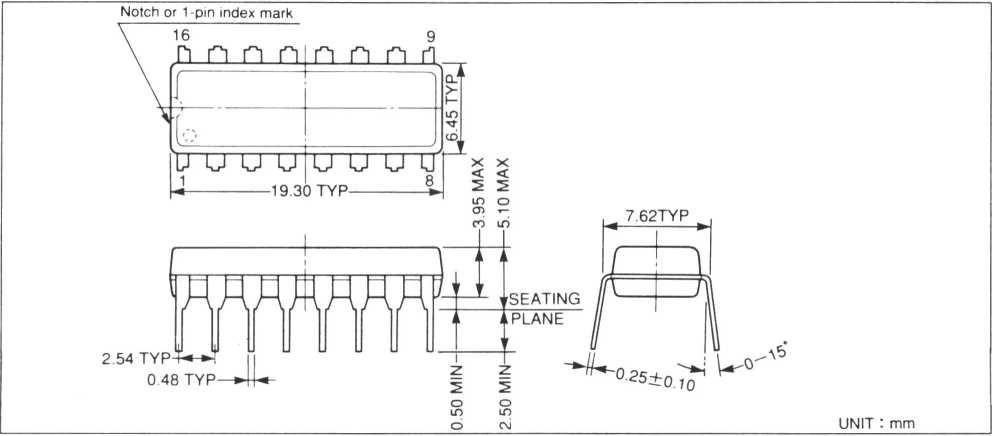 Notch or 1-pin index mark
16
9
6.45 TYP
1
8
19.30 TYP
3.95 MAX
5.10 MAX
7.62TYP
SEATING
PLANE
2.54 TYP
0.48 TYP
0.50 MIN
2.50 MIN
0.25±0.10
0–15°
UNIT : mm